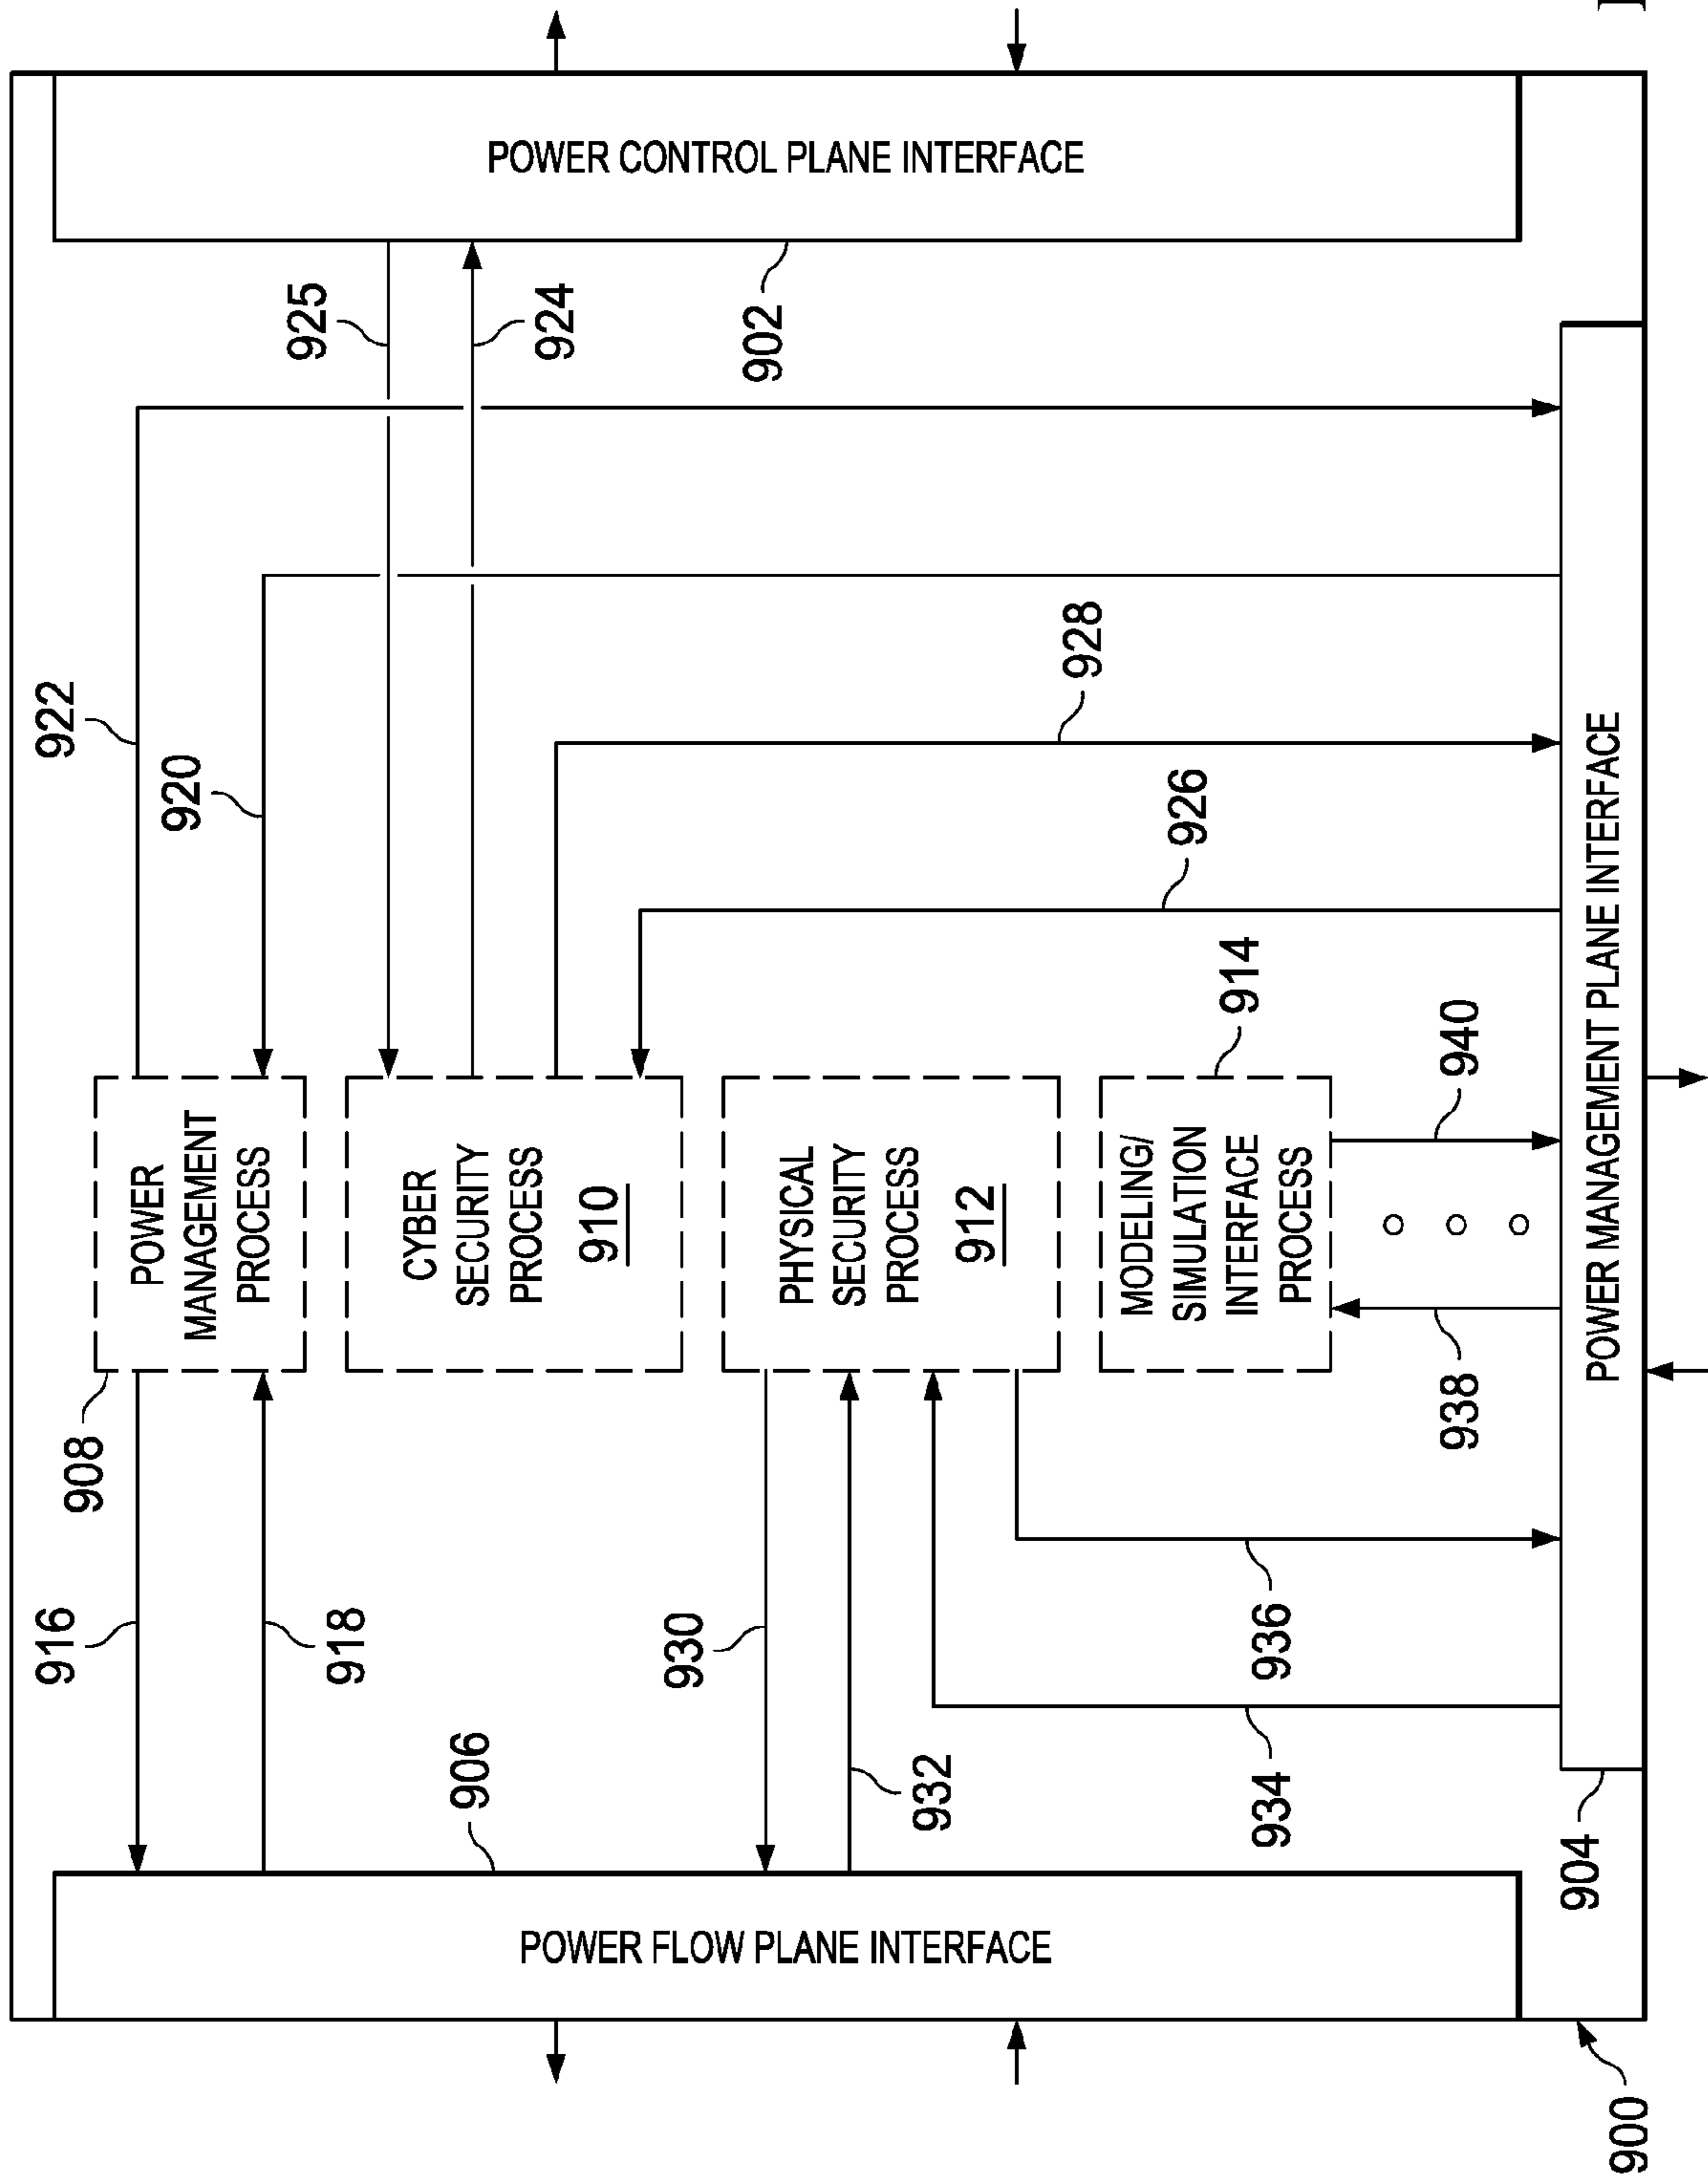 POWER CONTROL PLANE INTERFACE
925
924
902
922
920
928
926
914
940
POWER
MANAGEMENT
PROCESS
CYBER
SECURITY
PROCESS
910
PHYSICAL
SECURITY
PROCESS
912
MODELING/
SIMULATION
INTERFACE
PROCESS
POWER MANAGEMENT PLANE INTERFACE
908
938
916
918
930
936
906
932
934
904
POWER FLOW PLANE INTERFACE
900